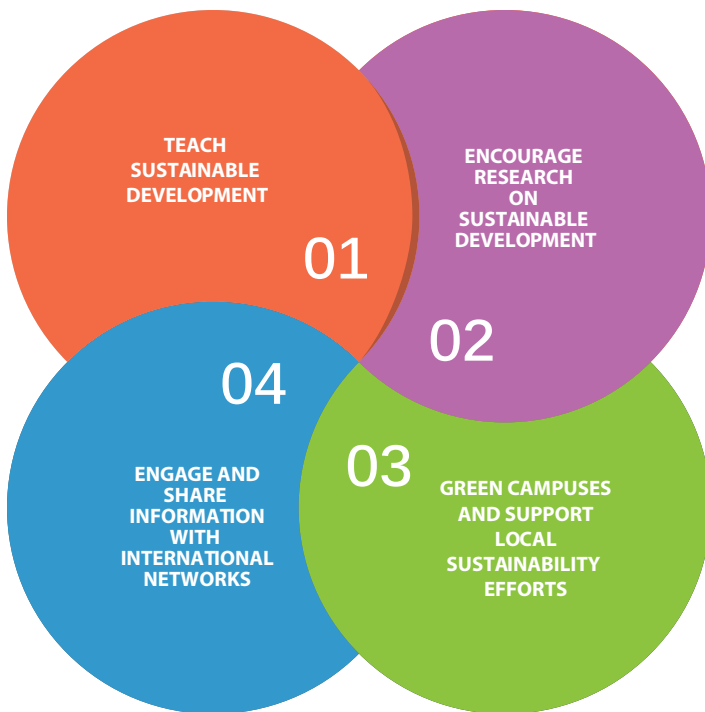 TEACH
SUSTAINABLE
DEVELOPMENT
01
ENCOURAGE
RESEARCH
ON
SUSTAINABLE
DEVELOPMENT
02
03
GREEN CAMPUSES
AND SUPPORT
LOCAL
SUSTAINABILITY
EFFORTS
04
ENGAGE AND
SHARE
INFORMATION
WITH
INTERNATIONAL
NETWORKS